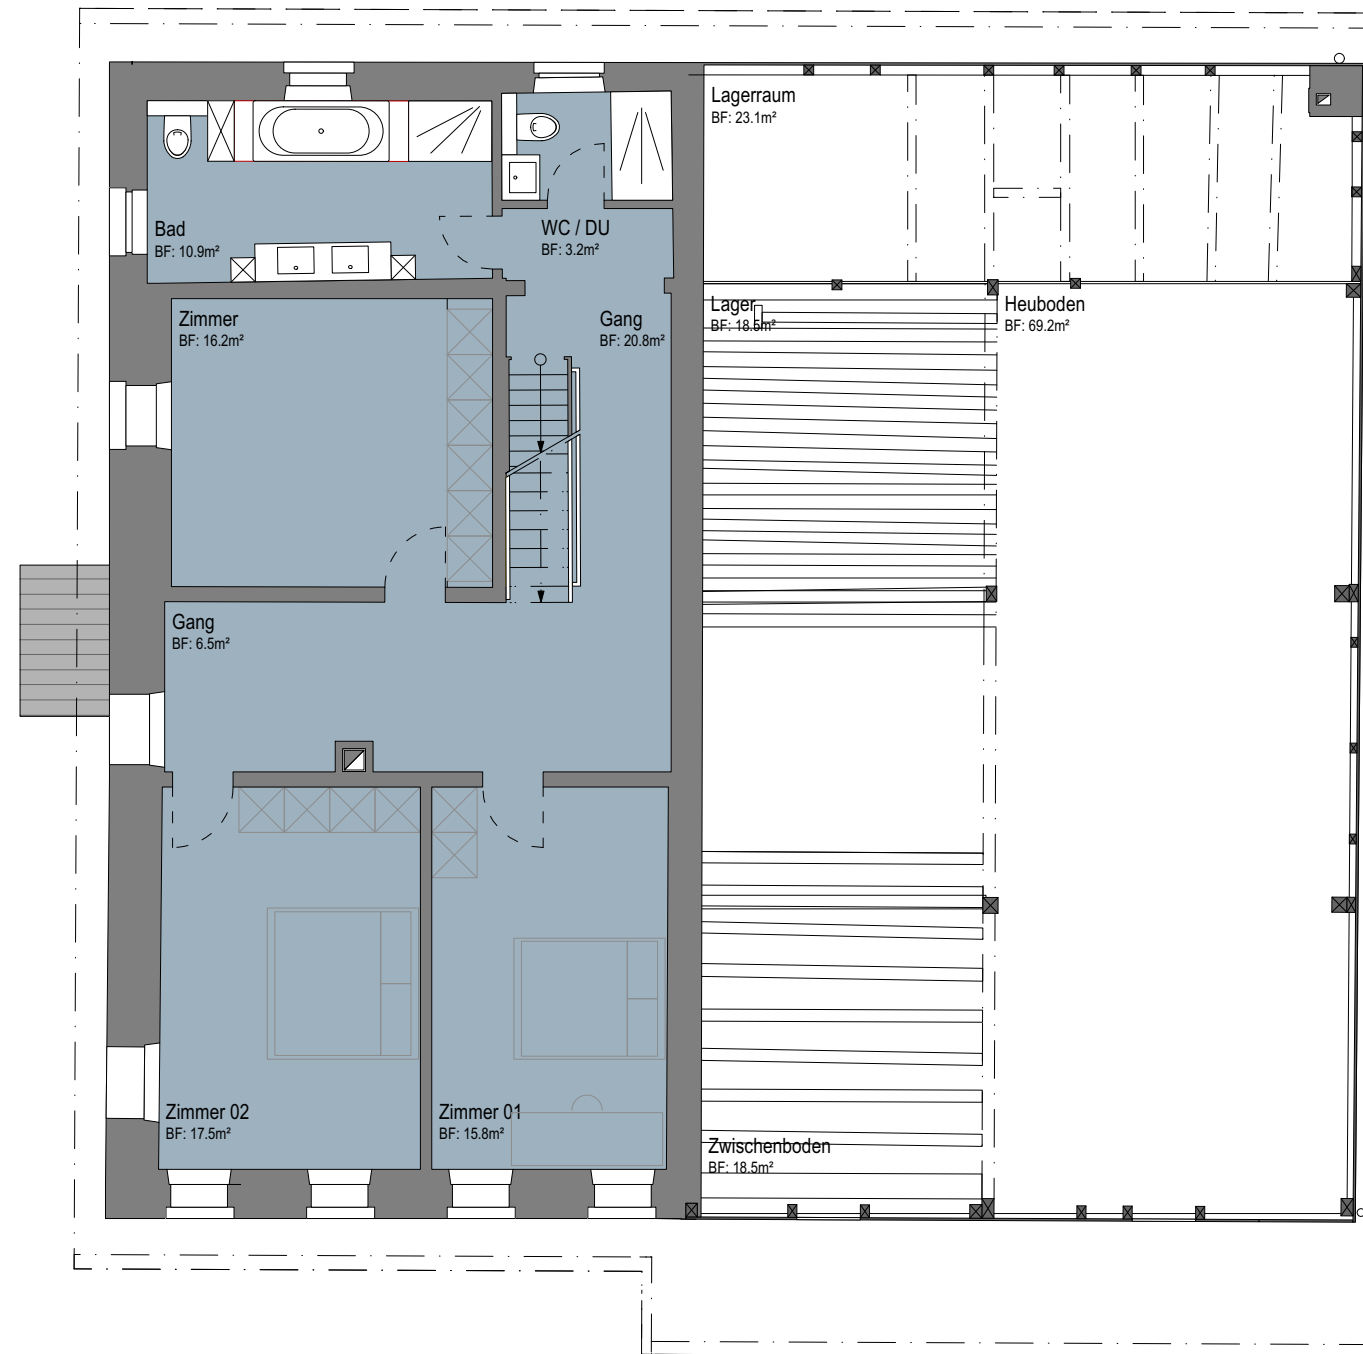 Lagerraum
BF: 23.1m²
Bad
BF: 10.9m²
WC / DU
BF: 3.2m²
Zimmer
BF: 16.2m²
Gang
BF: 20.8m²
Lager
BF: 18.5m²
Heuboden
BF: 69.2m²
Gang
BF: 6.5m²
Zimmer 02
BF: 17.5m²
Zimmer 01
BF: 15.8m²
Zwischenboden
BF: 18.5m²